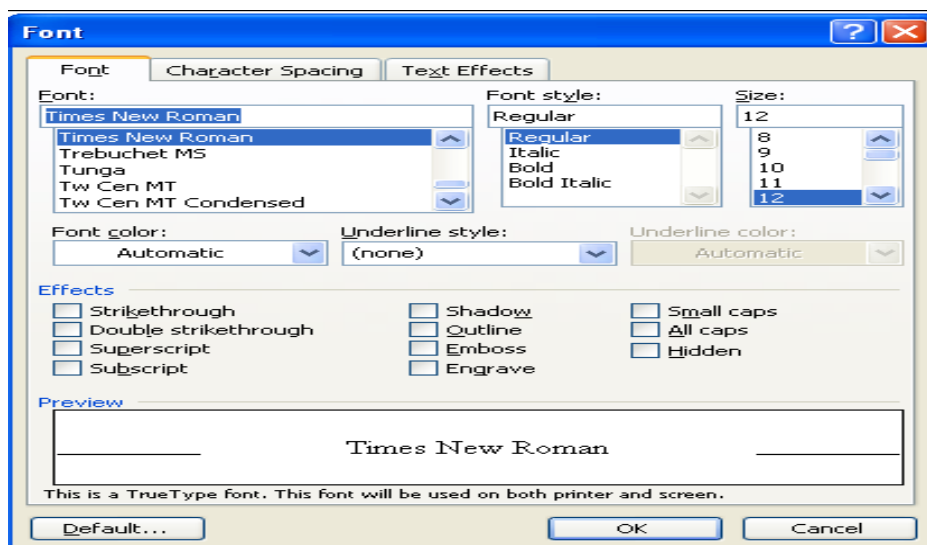 Font
Font Character Spacing Text Effects
Font: Font style: Size:
Times New Roman Regular 12
Times New Roman Regular 8
Trebuchet MS Italic 9
Tunga Bold 10
Tw Cen MT Bold Italic 11
Tw Cen MT Condensed 12
Font color: Underline style: Underline color:
Automatic (none) Automatic
Effects
Strikethrough Shadow Small caps
Double strikethrough Outline All caps
Superscript Emboss Hidden
Subscript Engrave
Preview
Times New Roman
This is a TrueType font. This font will be used on both printer and screen.
Default... OK Cancel